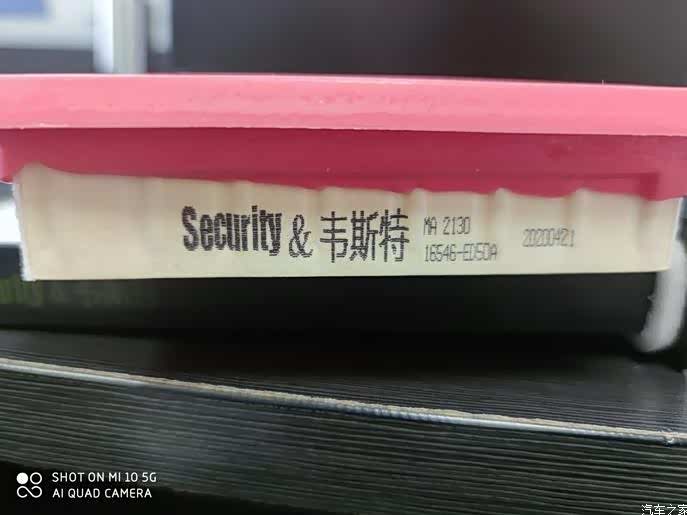 Security & 韦斯特
MA 2130
16546-ED5DA
20200421
SHOT ON MI 10 5G
AI QUAD CAMERA
汽车之家